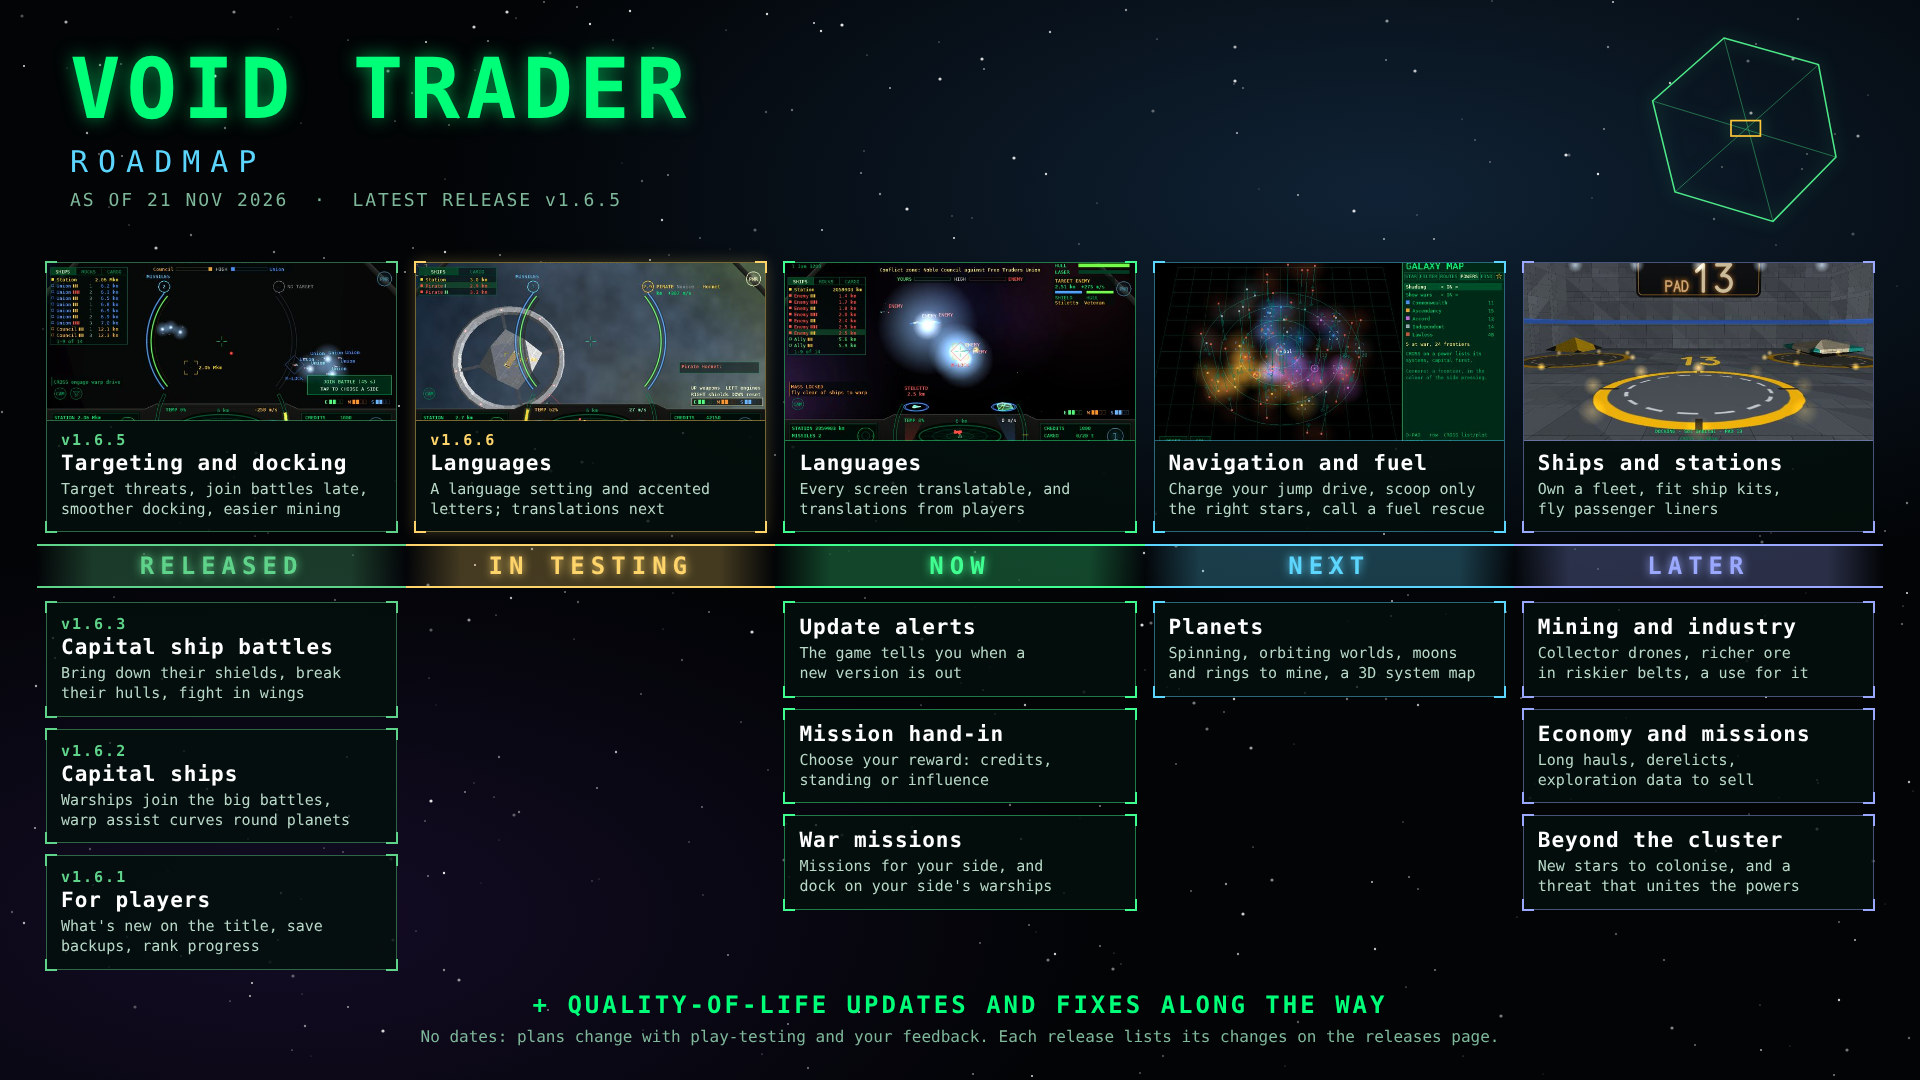 VOID TRADER
ROADMAP
AS OF 21 NOV 2026 · LATEST RELEASE v1.6.5
v1.6.5
Targeting and docking
Target threats, join battles late,
smoother docking, easier mining
v1.6.6
Languages
A language setting and accented
letters; translations next
Languages
Every screen translatable, and
translations from players
GALAXY MAP
Navigation and fuel
Charge your jump drive, scoop only
the right stars, call a fuel rescue
PAD 13
13
Ships and stations
Own a fleet, fit ship kits,
fly passenger liners
RELEASED
IN TESTING
NOW
NEXT
LATER
v1.6.3
Capital ship battles
Bring down their shields, break
their hulls, fight in wings
v1.6.2
Capital ships
Warships join the big battles,
warp assist curves round planets
v1.6.1
For players
What's new on the title, save
backups, rank progress
Update alerts
The game tells you when a
new version is out
Mission hand-in
Choose your reward: credits,
standing or influence
War missions
Missions for your side, and
dock on your side's warships
Planets
Spinning, orbiting worlds, moons
and rings to mine, a 3D system map
Mining and industry
Collector drones, richer ore
in riskier belts, a use for it
Economy and missions
Long hauls, derelicts,
exploration data to sell
Beyond the cluster
New stars to colonise, and a
threat that unites the powers
+ QUALITY-OF-LIFE UPDATES AND FIXES ALONG THE WAY
No dates: plans change with play-testing and your feedback. Each release lists its changes on the releases page.